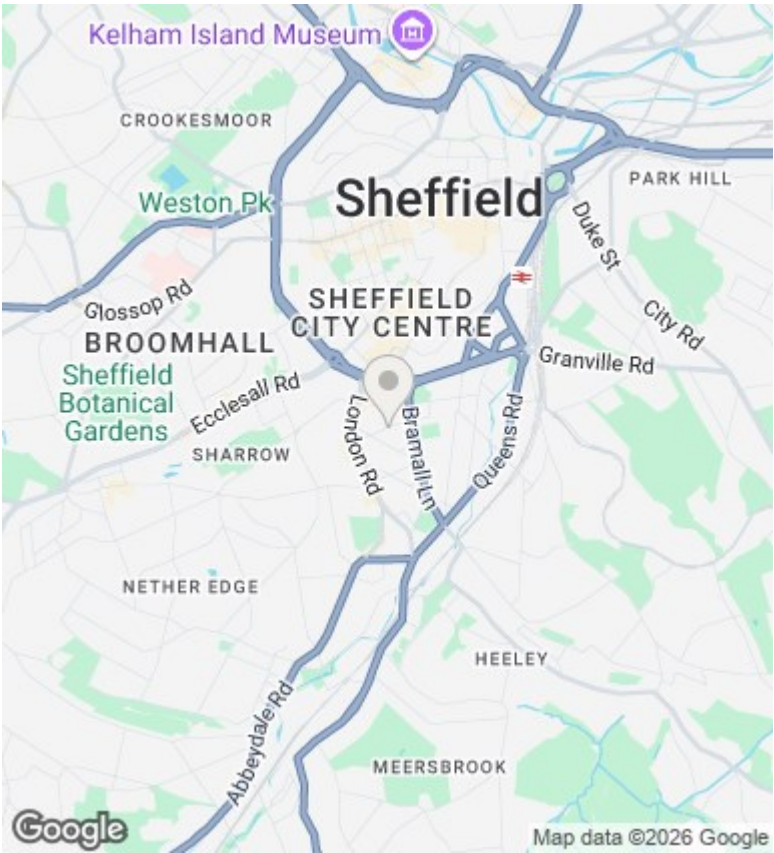 Kelham Island Museum
CROOKESMOOR
Weston Pk
Sheffield
PARK HILL
Duke St
City Rd
Glossop Rd
SHEFFIELD
CITY CENTRE
BROOMHALL
Granville Rd
Sheffield
Botanical
Gardens
Ecclesall Rd
London Rd
Bramall Ln
Queens Rd
SHARROW
NETHER EDGE
HEELEY
Abbeydale Rd
MEERSBROOK
Google
Map data ©2026 Google